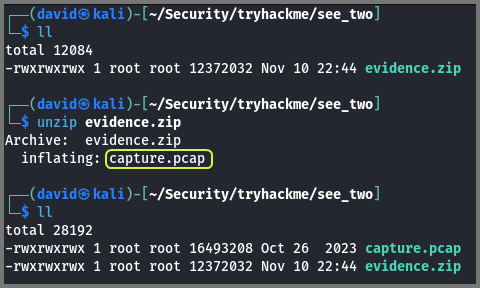 ┌──(david㉿kali)-[~/Security/tryhackme/see_two]
└─$ ll
total 12084
-rwxrwxrwx 1 root root 12372032 Nov 10 22:44 evidence.zip
┌──(david㉿kali)-[~/Security/tryhackme/see_two]
└─$ unzip evidence.zip
Archive:  evidence.zip
  inflating: capture.pcap
┌──(david㉿kali)-[~/Security/tryhackme/see_two]
└─$ ll
total 28192
-rwxrwxrwx 1 root root 16493208 Oct 26  2023 capture.pcap
-rwxrwxrwx 1 root root 12372032 Nov 10 22:44 evidence.zip